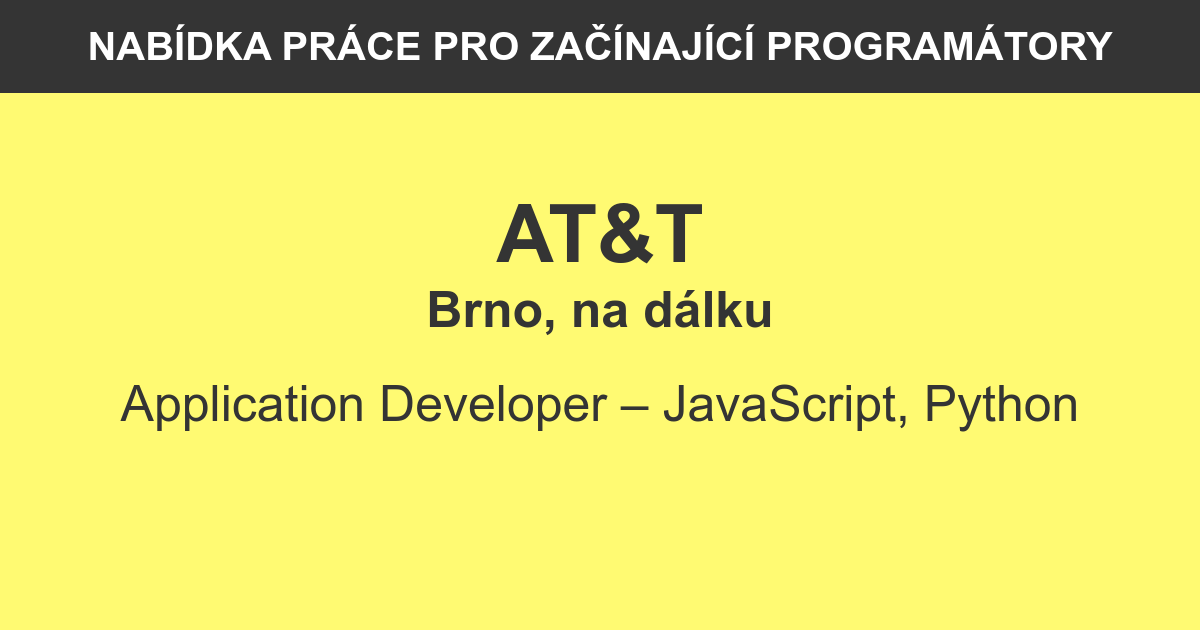 NABÍDKA PRÁCE PRO ZAČÍNAJÍCÍ PROGRAMÁTORY
AT&T
Brno, na dálku
Application Developer – JavaScript, Python